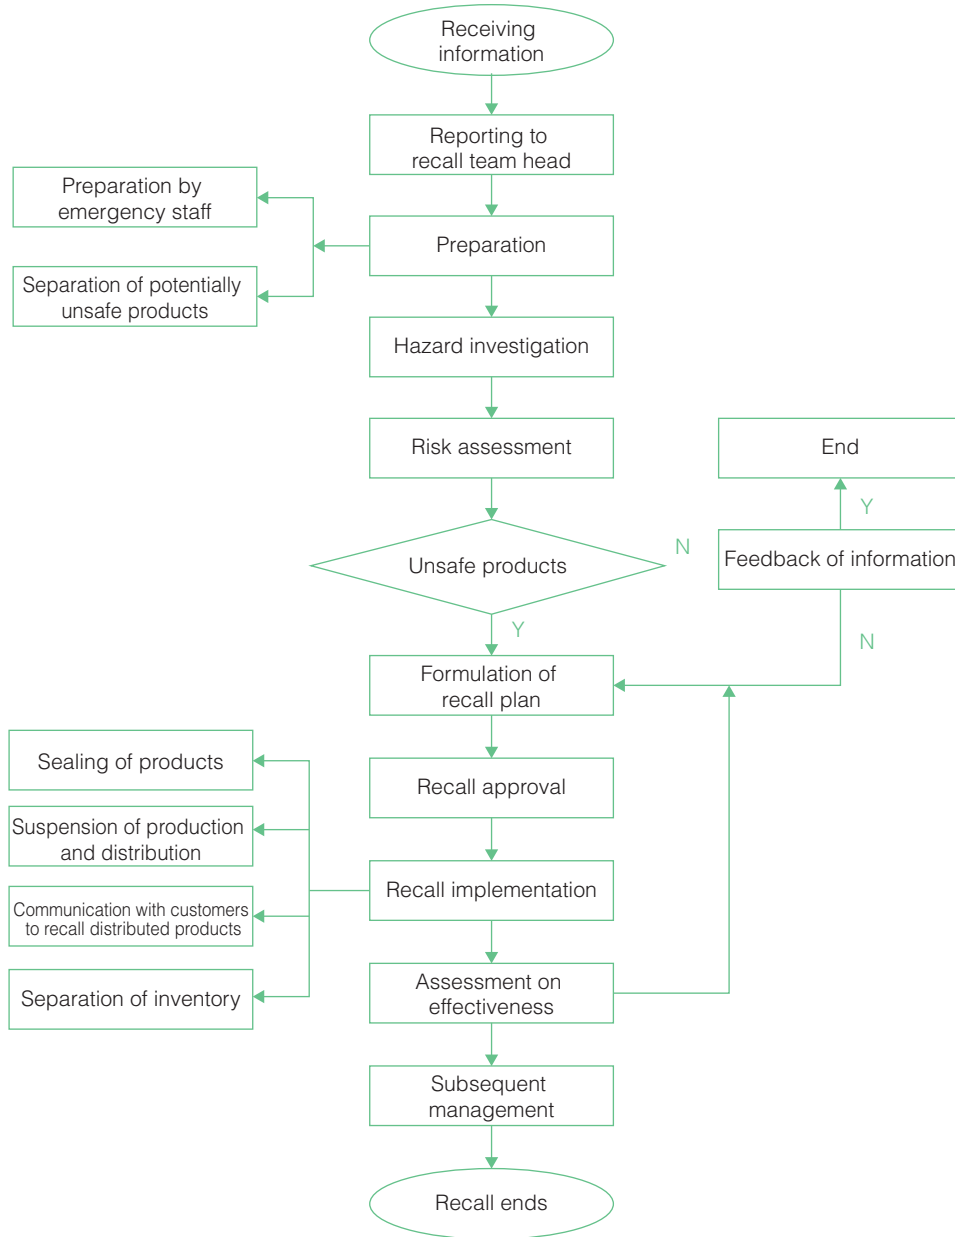 Receiving
information
Reporting to
recall team head
Preparation by
emergency staff
Preparation
Separation of potentially
unsafe products
Hazard investigation
Risk assessment
End
Y
Unsafe products
N
Feedback of information
Y
N
Formulation of
recall plan
Sealing of products
Recall approval
Suspension of production
and distribution
Recall implementation
Communication with customers
to recall distributed products
Separation of inventory
Assessment on
effectiveness
Subsequent
management
Recall ends